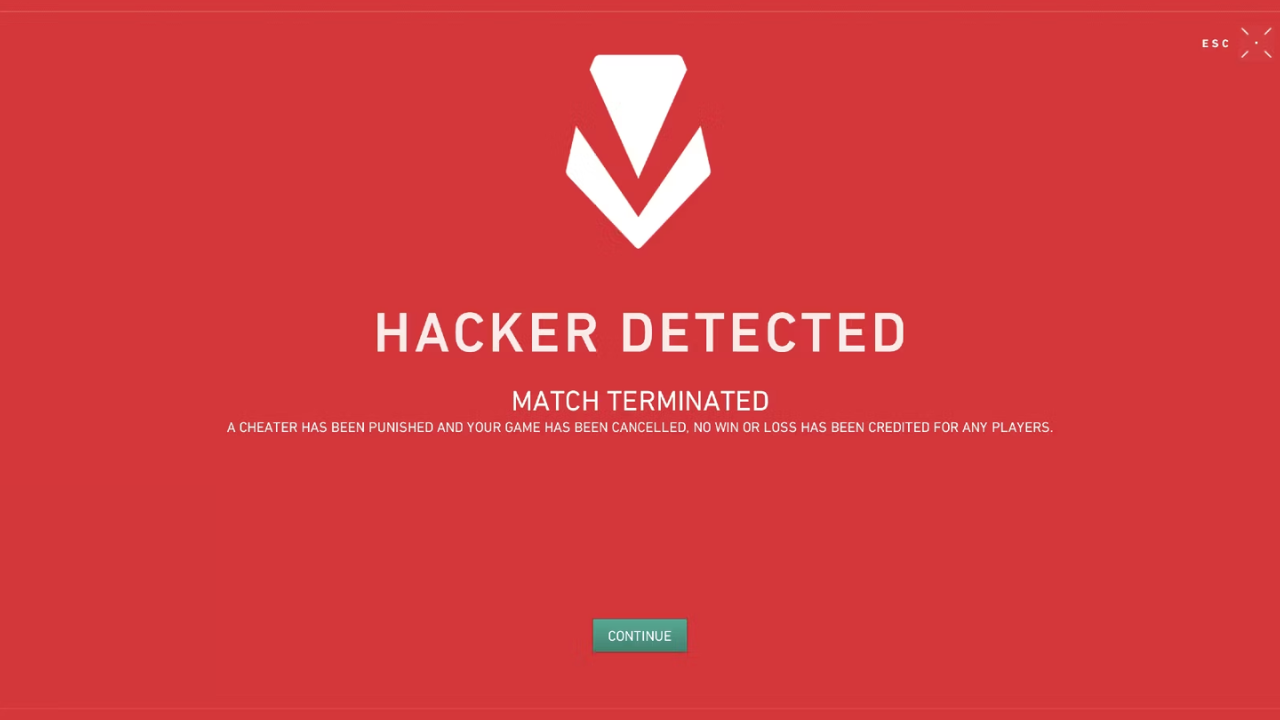 ESC
HACKER DETECTED
MATCH TERMINATED
A CHEATER HAS BEEN PUNISHED AND YOUR GAME HAS BEEN CANCELLED, NO WIN OR LOSS HAS BEEN CREDITED FOR ANY PLAYERS.
CONTINUE